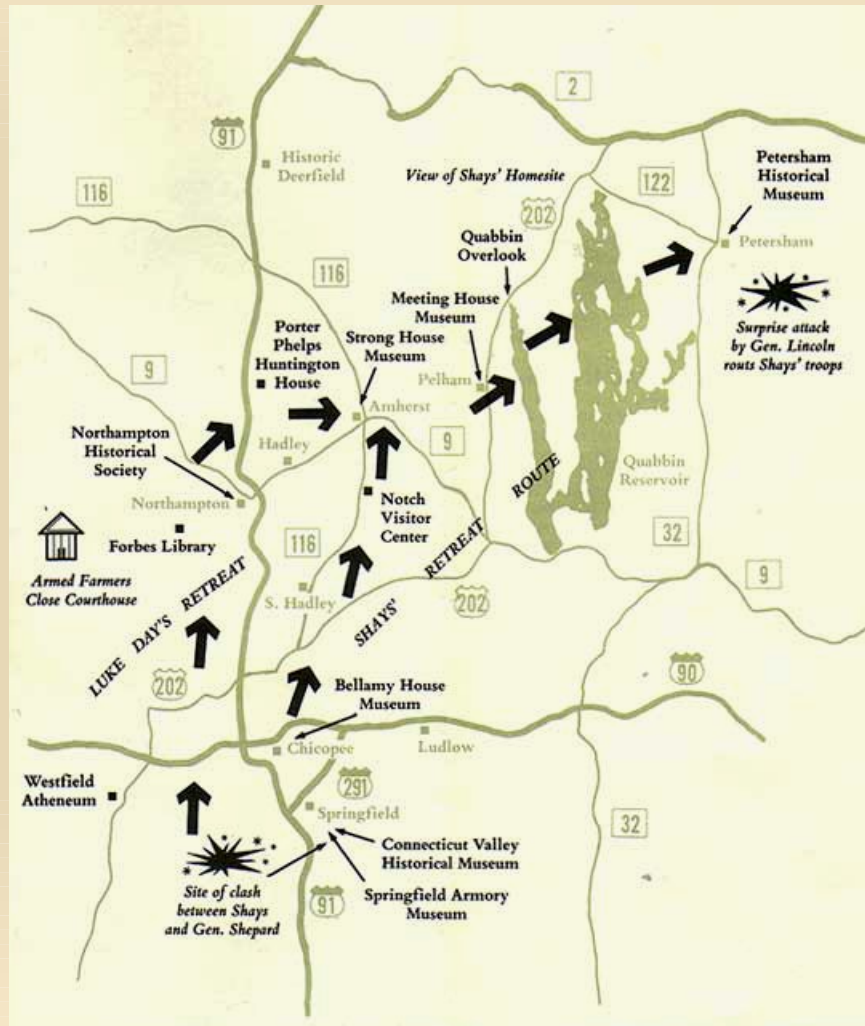 2
91
Historic
Deerfield
View of Shays' Homesite
122
Petersham
Historical
Museum
116
202
Quabbin
Overlook
Petersham
116
Meeting House
Museum
Porter
Phelps
Huntington
House
Strong House
Museum
Surprise attack
by Gen. Lincoln
routs Shays' troops
9
Pelham
Amherst
Northampton
Historical
Society
Hadley
9
ROUTE
Quabbin
Reservoir
Northampton
Notch
Visitor
Center
32
Forbes Library
116
RETREAT
9
Armed Farmers
Close Courthouse
S. Hadley
202
SHAYS'
LUKE DAY'S RETREAT
202
90
Bellamy House
Museum
Chicopee
Ludlow
Westfield
Atheneum
291
Springfield
32
Connecticut Valley
Historical Museum
Site of clash
between Shays
and Gen. Shepard
91
Springfield Armory
Museum